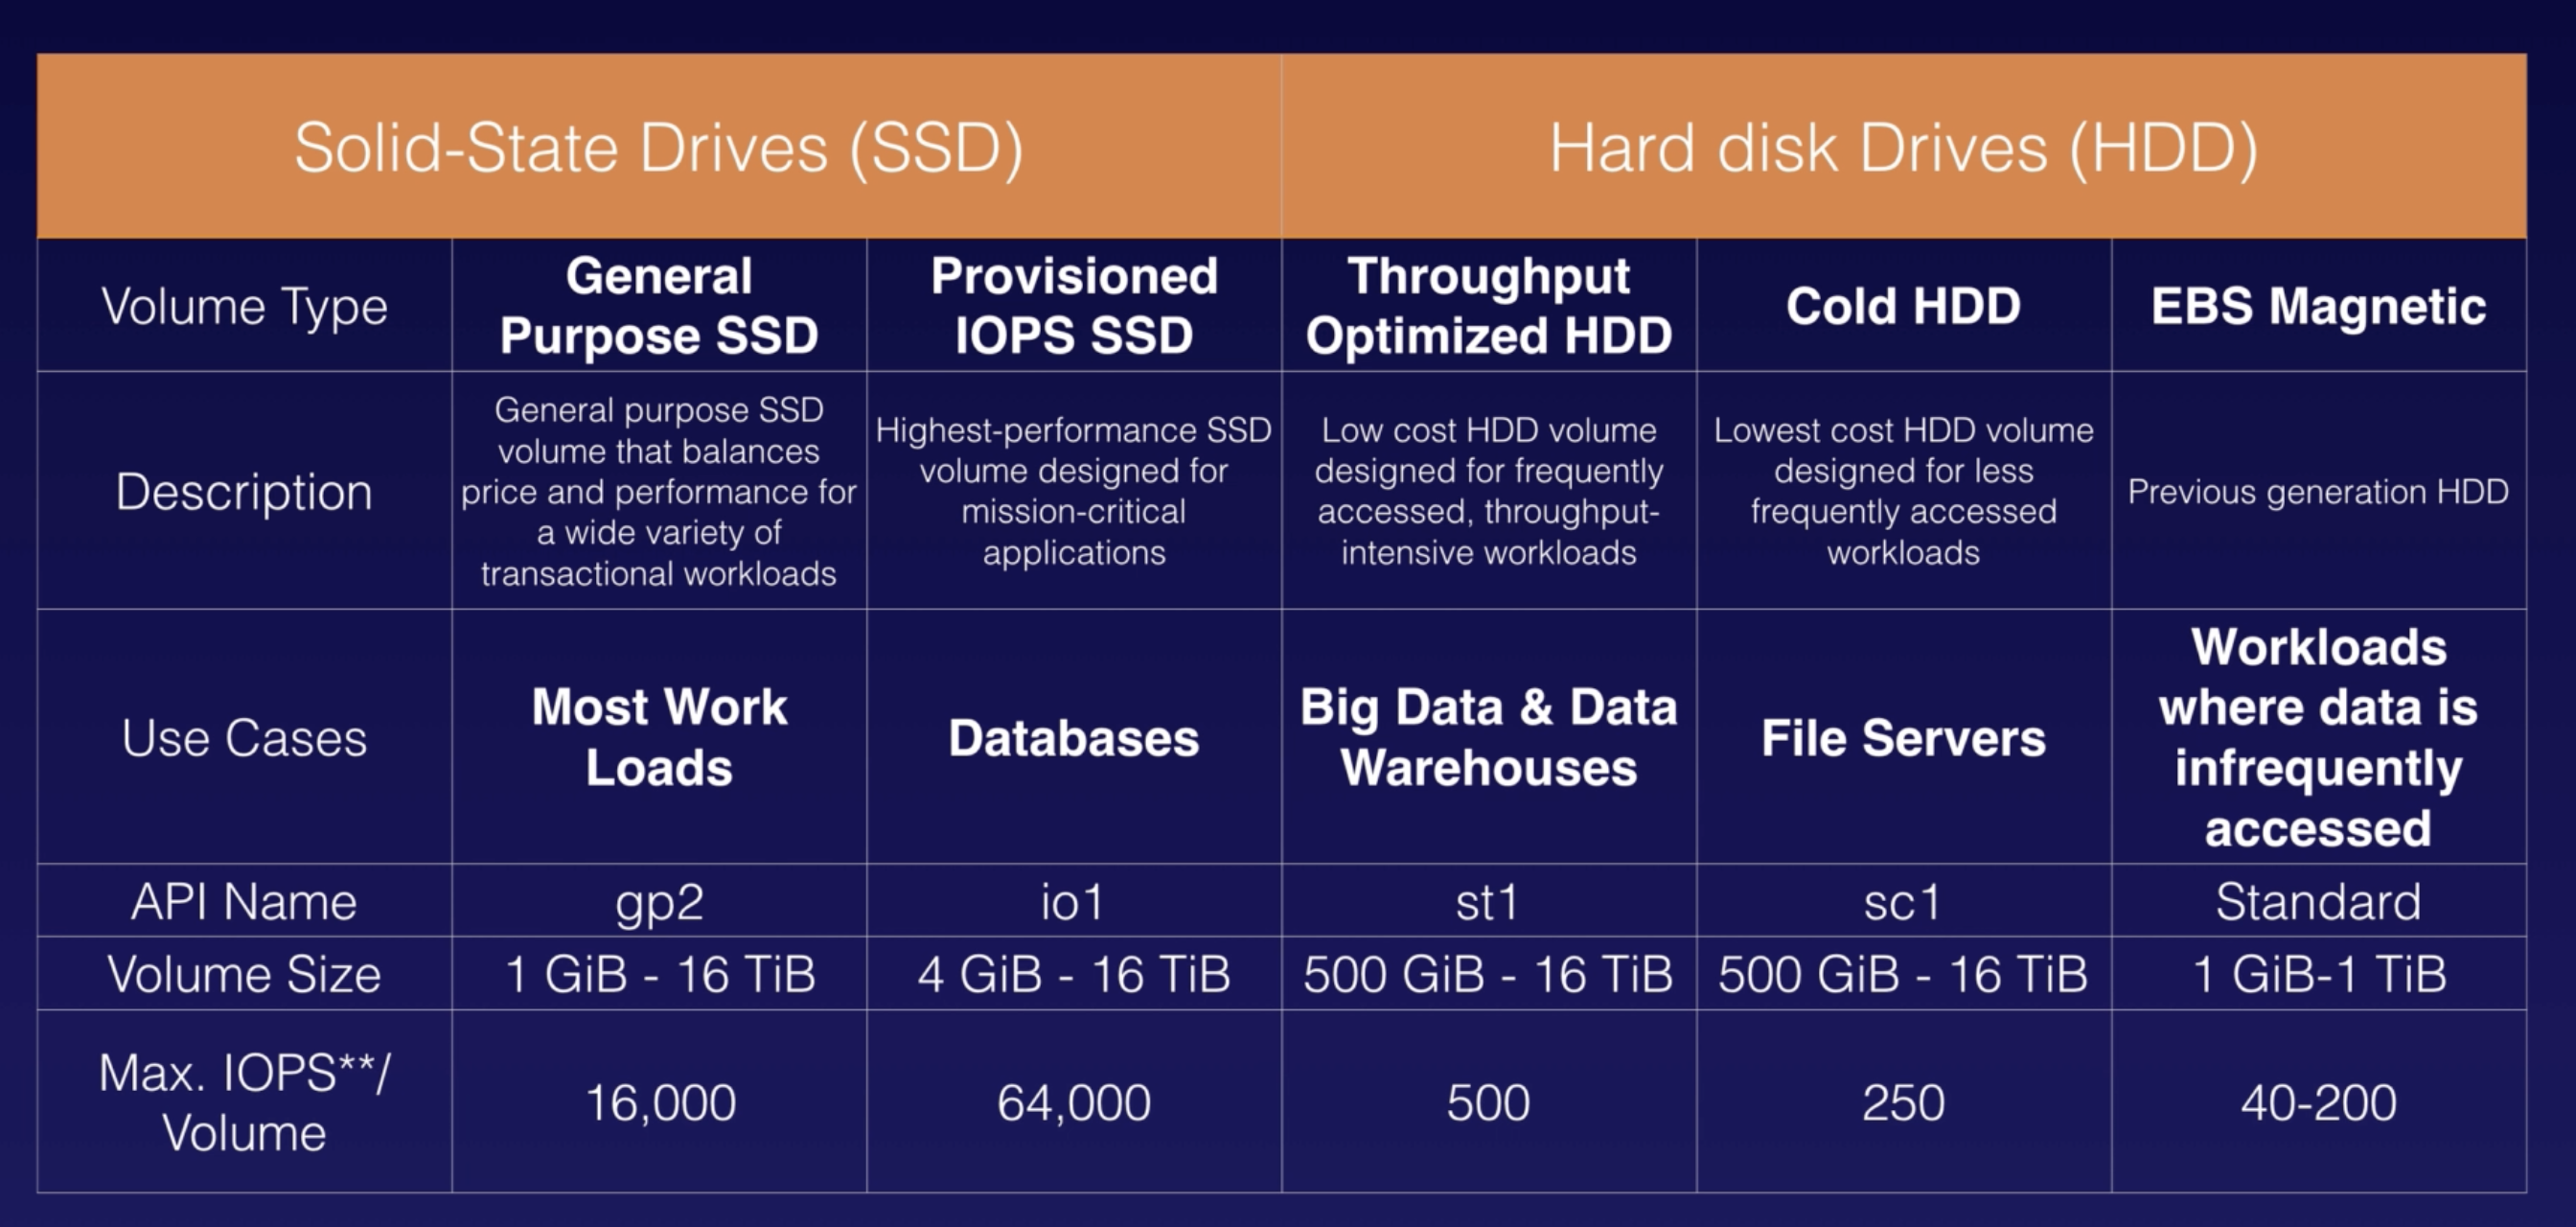 Solid-State Drives (SSD)
Hard disk Drives (HDD)
Volume Type
General
Purpose SSD
Provisioned
IOPS SSD
Throughput
Optimized HDD
Cold HDD
EBS Magnetic
Description
General purpose SSD
volume that balances
price and performance for
a wide variety of
transactional workloads
Highest-performance SSD
volume designed for
mission-critical
applications
Low cost HDD volume
designed for frequently
accessed, throughput-
intensive workloads
Lowest cost HDD volume
designed for less
frequently accessed
workloads
Previous generation HDD
Use Cases
Most Work
Loads
Databases
Big Data & Data
Warehouses
File Servers
Workloads
where data is
infrequently
accessed
API Name
gp2
io1
st1
sc1
Standard
Volume Size
1 GiB - 16 TiB
4 GiB - 16 TiB
500 GiB - 16 TiB
500 GiB - 16 TiB
1 GiB-1 TiB
Max. IOPS**/
Volume
16,000
64,000
500
250
40-200